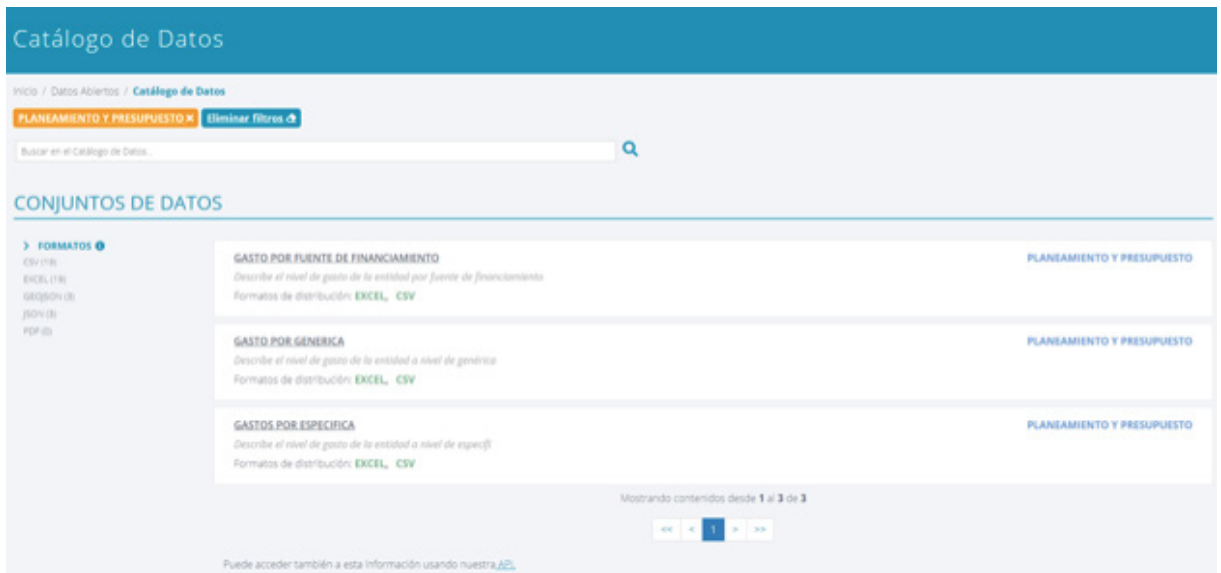 Catálogo de Datos
Inicio / Datos Abiertos / Catálogo de Datos
PLANEAMIENTO Y PRESUPUESTO × Eliminar filtros
Buscar en el Catálogo de Datos...
CONJUNTOS DE DATOS
> FORMATOS
CSV (19)
EXCEL (19)
GEOJSON (3)
JSON (3)
PDF (0)
GASTO POR FUENTE DE FINANCIAMIENTO PLANEAMIENTO Y PRESUPUESTO
Describe el nivel de gasto de la entidad por fuente de financiamiento
Formatos de distribución: EXCEL, CSV
GASTO POR GENERICA PLANEAMIENTO Y PRESUPUESTO
Describe el nivel de gasto de la entidad a nivel de genérica
Formatos de distribución: EXCEL, CSV
GASTOS POR ESPECIFICA PLANEAMIENTO Y PRESUPUESTO
Describe el nivel de gasto de la entidad a nivel de especifi
Formatos de distribución: EXCEL, CSV
Mostrando contenidos desde 1 al 3 de 3
<< < 1 > >>
Puede acceder también a esta información usando nuestra API.